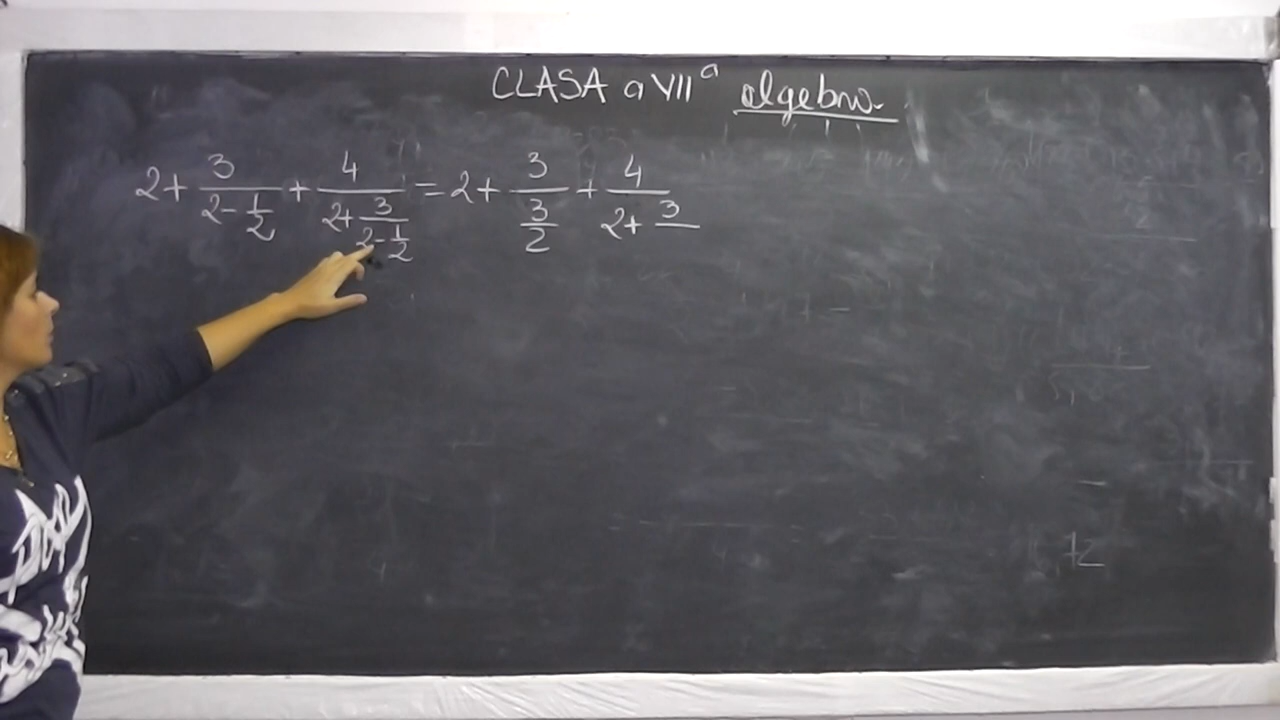 CLASA a VII a algebra
2 + 3/(2 - 1/2) + 4/(2 + 3/(2 - 1/2)) = 2 + 3/(3/2) + 4/(2 + 3/